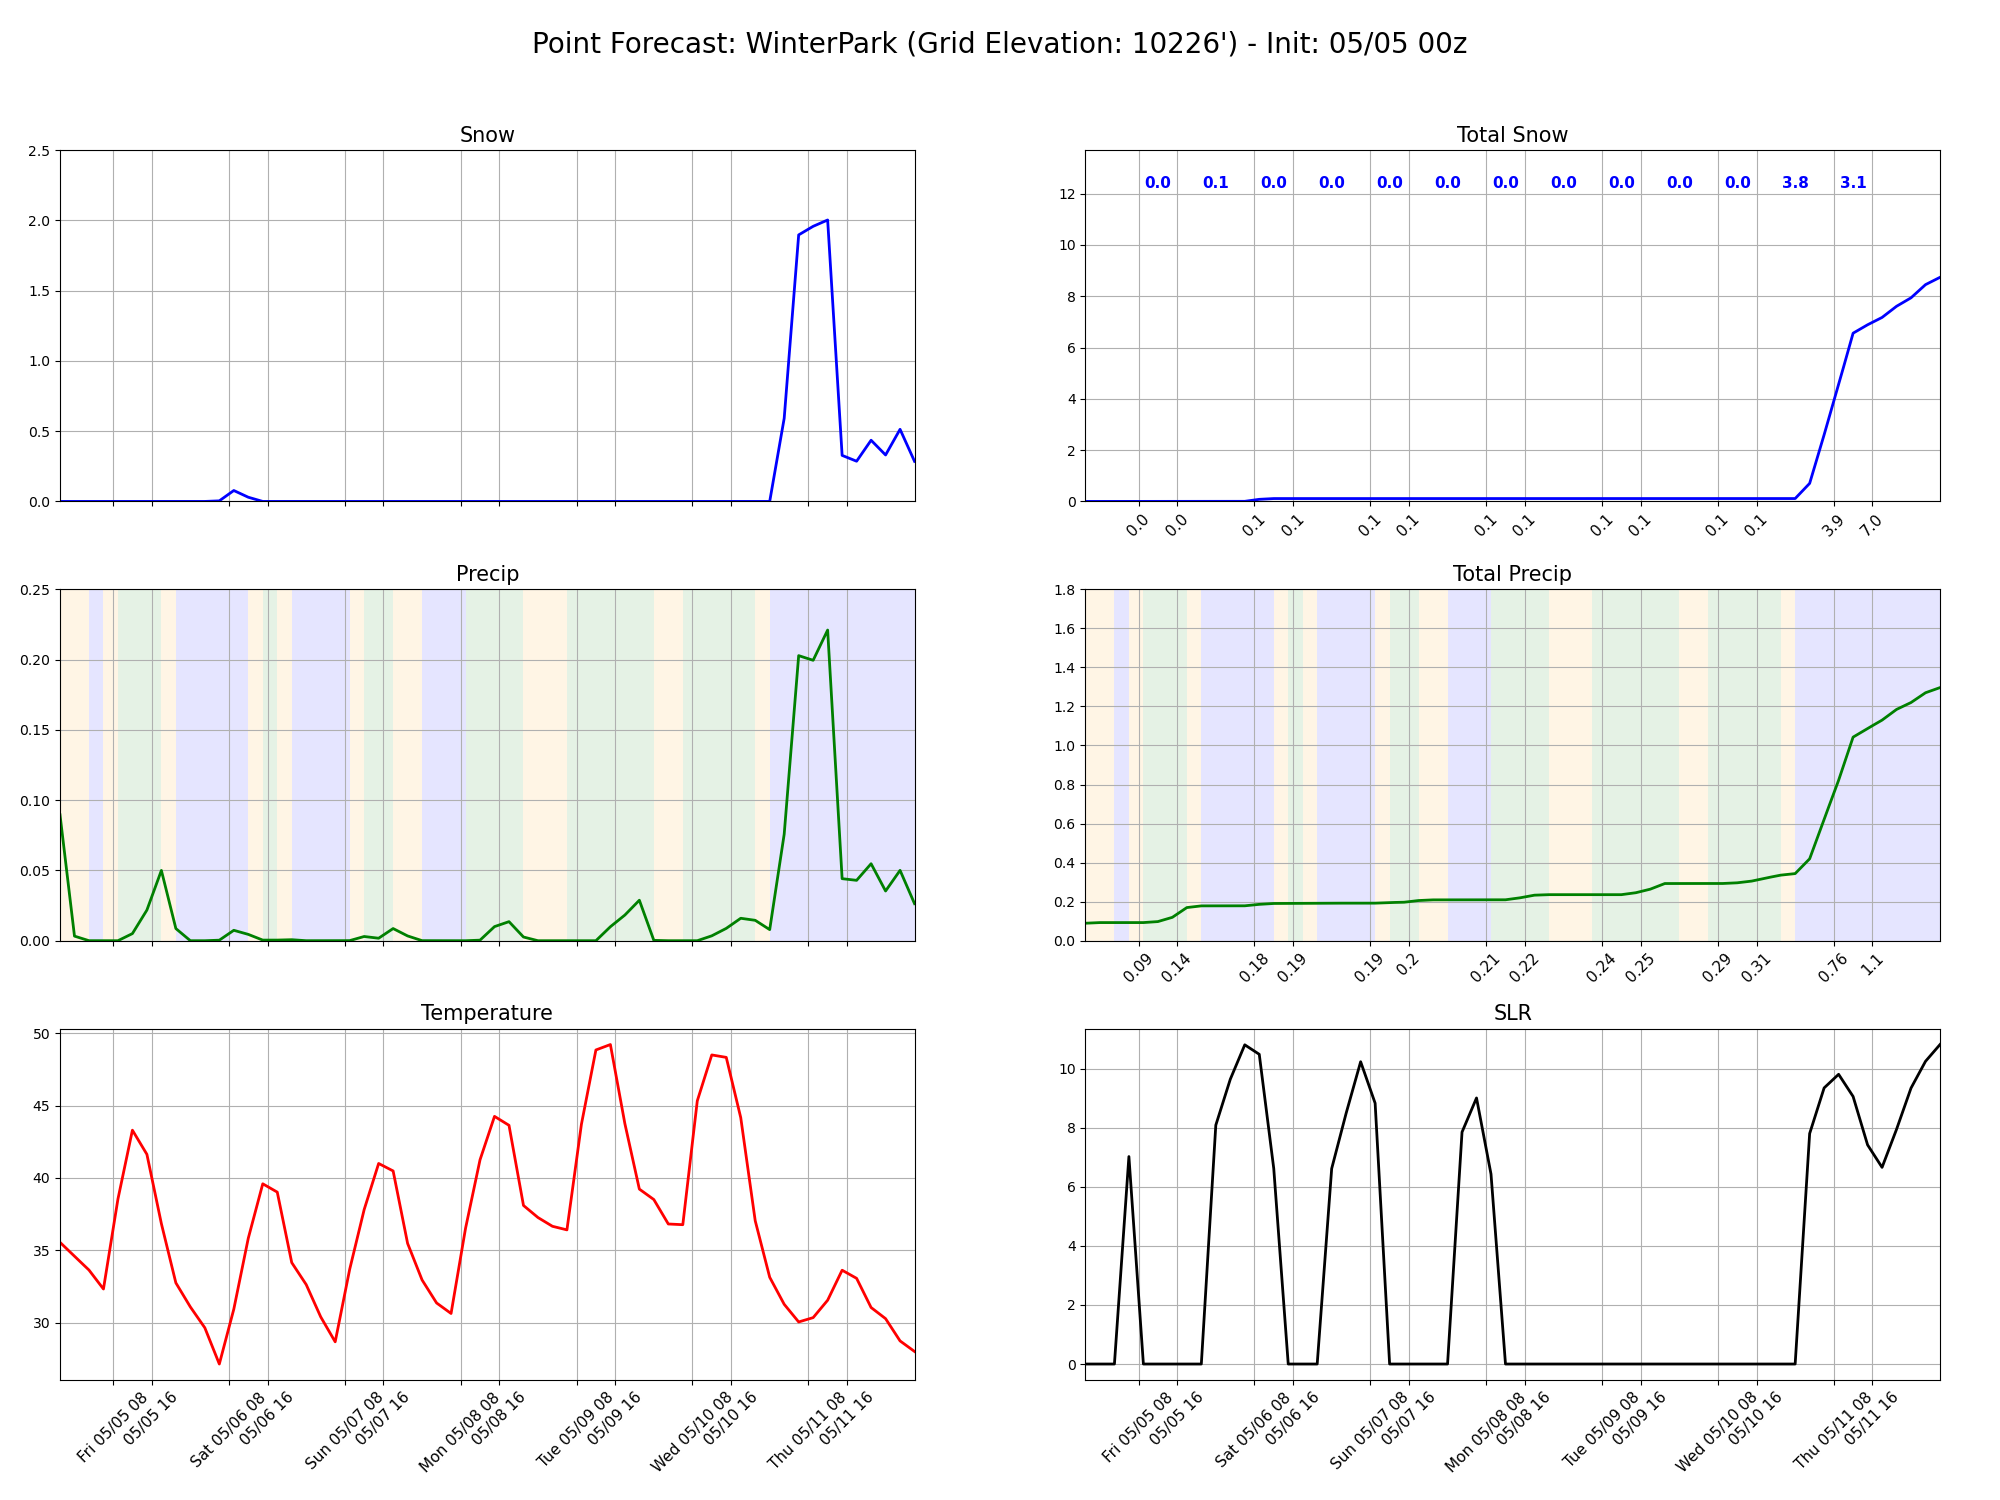 Point Forecast: WinterPark (Grid Elevation: 10226') - Init: 05/05 00z
Snow
2.5
2.0
1.5
1.0
0.5
0.0
Total Snow
0.0 0.1 0.0 0.0 0.0 0.0 0.0 0.0 0.0 0.0 0.0 3.8 3.1
12
10
8
6
4
2
0
0.0 0.0 0.1 0.1 0.1 0.1 0.1 0.1 0.1 0.1 0.1 0.1 3.9 7.0
Precip
0.25
0.20
0.15
0.10
0.05
0.00
Total Precip
1.8
1.6
1.4
1.2
1.0
0.8
0.6
0.4
0.2
0.0
0.09 0.14 0.18 0.19 0.19 0.2 0.21 0.22 0.24 0.25 0.29 0.31 0.76 1.1
Temperature
50
45
40
35
30
Fri 05/05 08
05/05 16
Sat 05/06 08
05/06 16
Sun 05/07 08
05/07 16
Mon 05/08 08
05/08 16
Tue 05/09 08
05/09 16
Wed 05/10 08
05/10 16
Thu 05/11 08
05/11 16
SLR
10
8
6
4
2
0
Fri 05/05 08
05/05 16
Sat 05/06 08
05/06 16
Sun 05/07 08
05/07 16
Mon 05/08 08
05/08 16
Tue 05/09 08
05/09 16
Wed 05/10 08
05/10 16
Thu 05/11 08
05/11 16